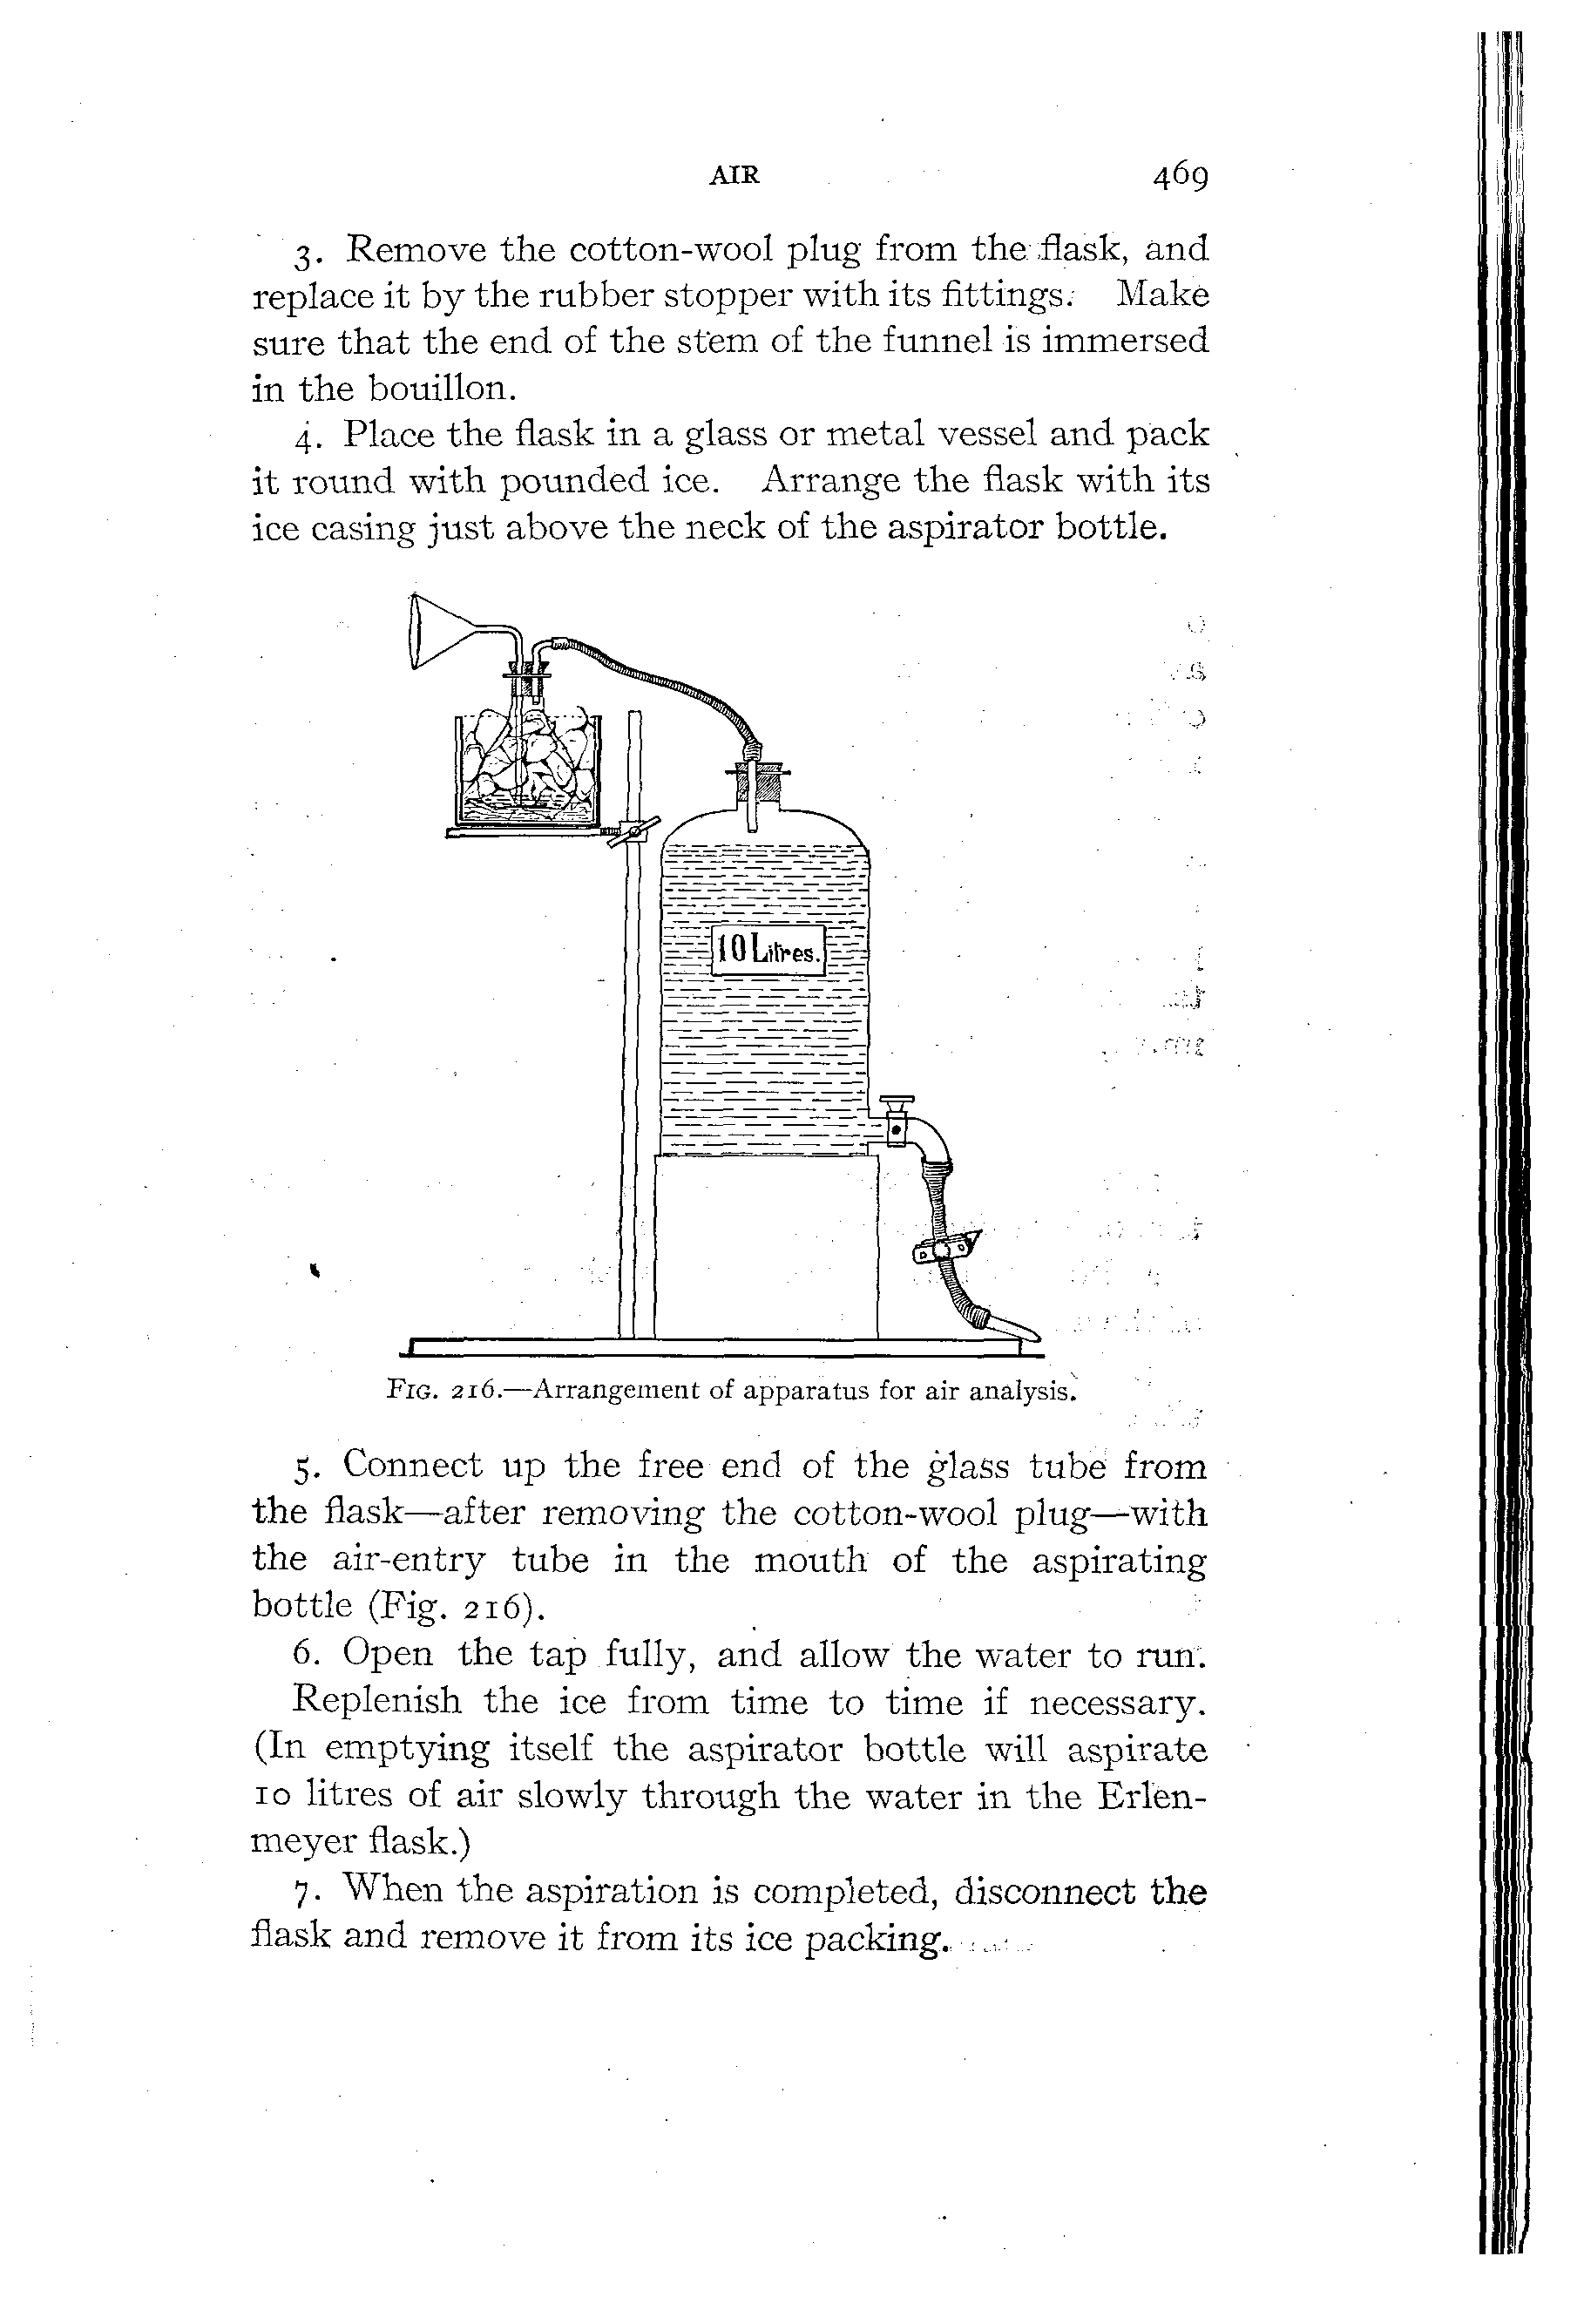 AIR 469
3. Remove the cotton-wool plug from the flask, and
replace it by the rubber stopper with its fittings. Make
sure that the end of the stem of the funnel is immersed
in the bouillon.
4. Place the flask in a glass or metal vessel and pack
it round with pounded ice. Arrange the flask with its
ice casing just above the neck of the aspirator bottle.
10 Litres.
FIG. 216.—Arrangement of apparatus for air analysis.
5. Connect up the free end of the glass tube from
the flask—after removing the cotton-wool plug—with
the air-entry tube in the mouth of the aspirating
bottle (Fig. 216).
6. Open the tap fully, and allow the water to run.
Replenish the ice from time to time if necessary.
(In emptying itself the aspirator bottle will aspirate
10 litres of air slowly through the water in the Erlen-
meyer flask.)
7. When the aspiration is completed, disconnect the
flask and remove it from its ice packing.